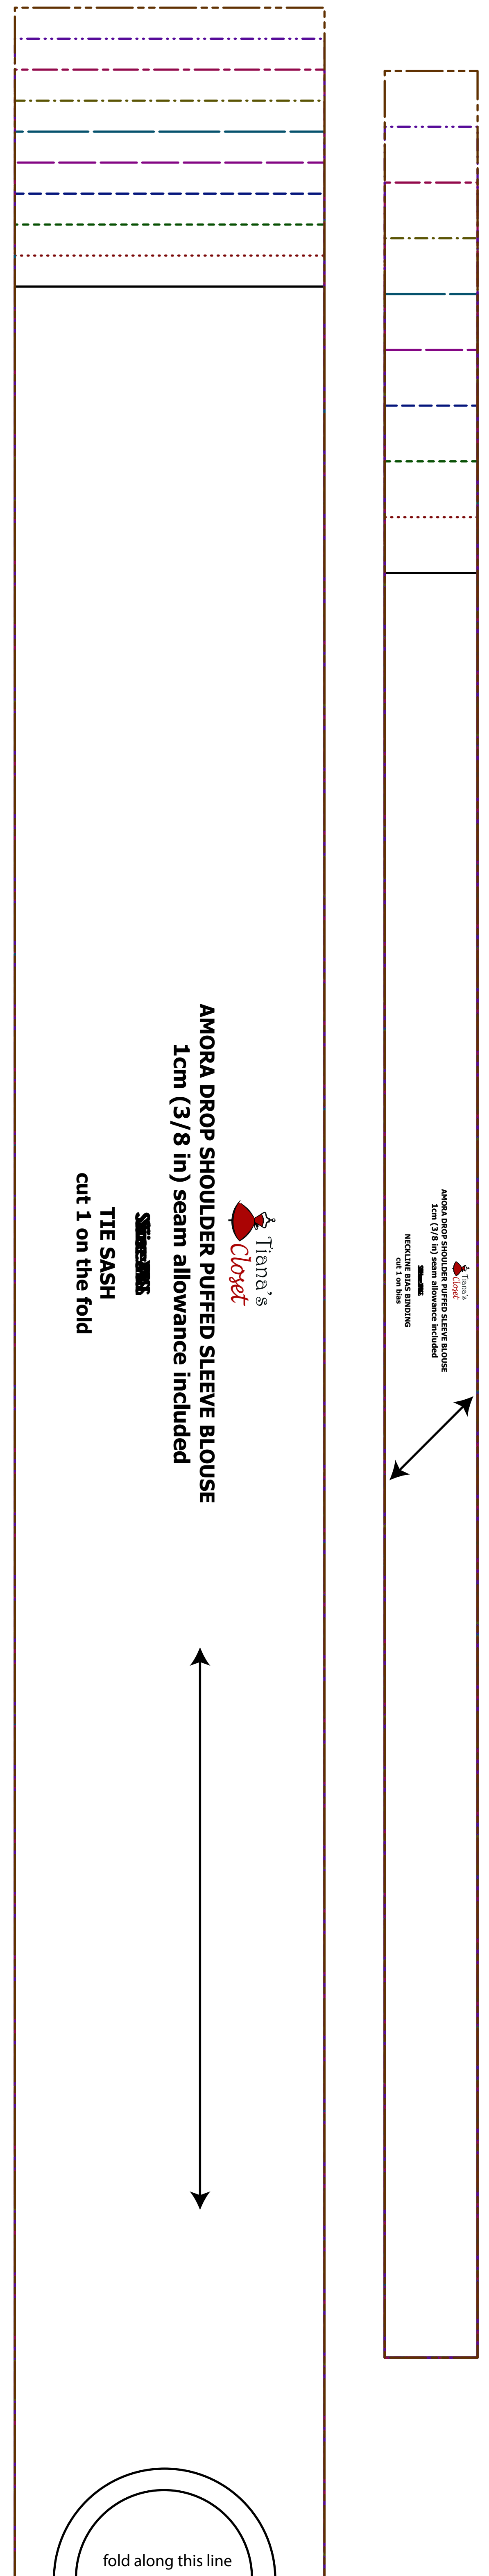 Tiana's
Closet
AMORA DROP SHOULDER PUFFED SLEEVE BLOUSE
1cm (3/8 in) seam allowance included
TIE SASH
cut 1 on the fold
fold along this line
Tiana's
Closet
AMORA DROP SHOULDER PUFFED SLEEVE BLOUSE
1cm (3/8 in) seam allowance included
NECKLINE BIAS BINDING
cut 1 on bias